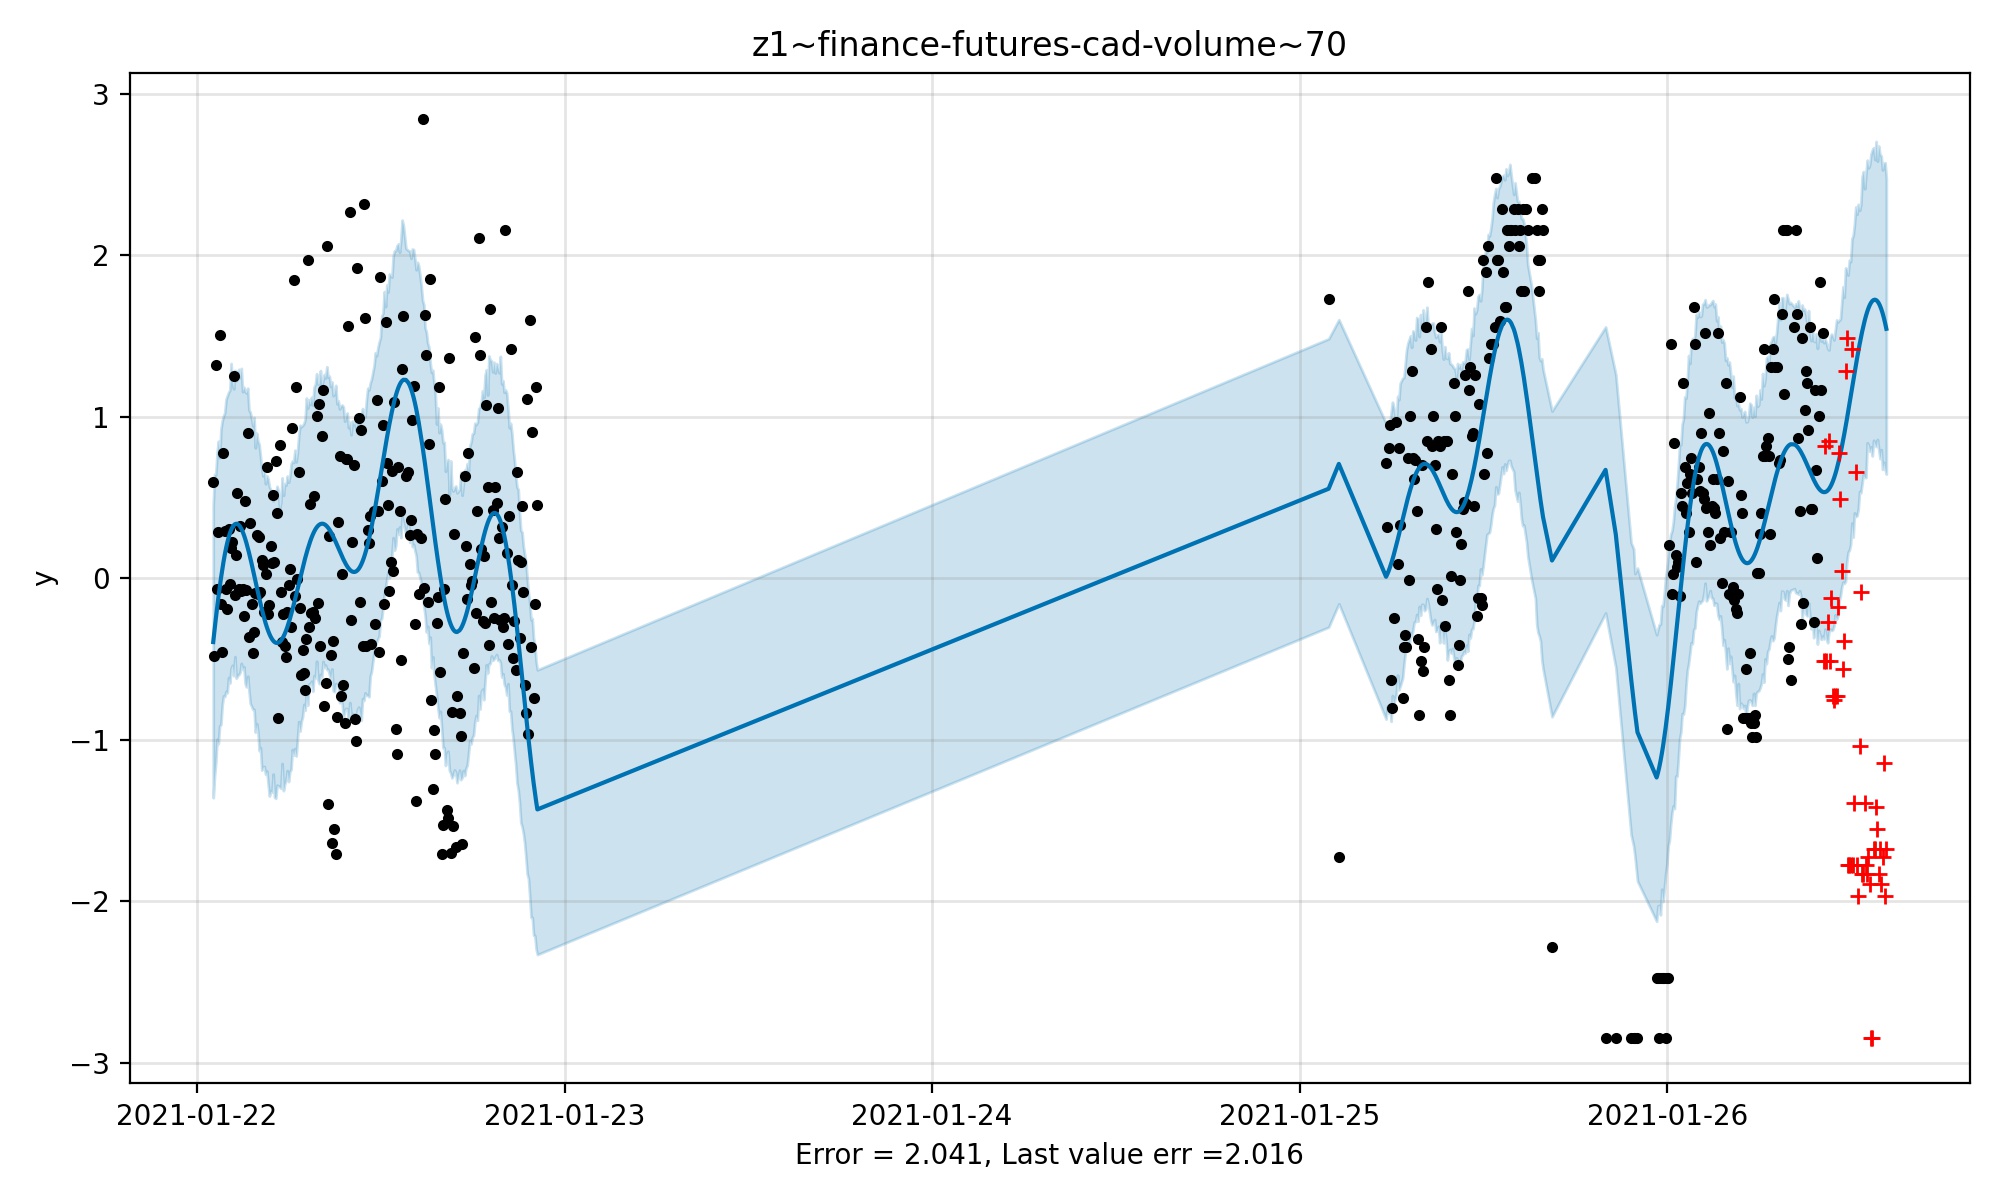 z1~finance-futures-cad-volume~70
3
2
1
0
−1
−2
−3
y
2021-01-22 2021-01-23 2021-01-24 2021-01-25 2021-01-26
Error = 2.041, Last value err =2.016